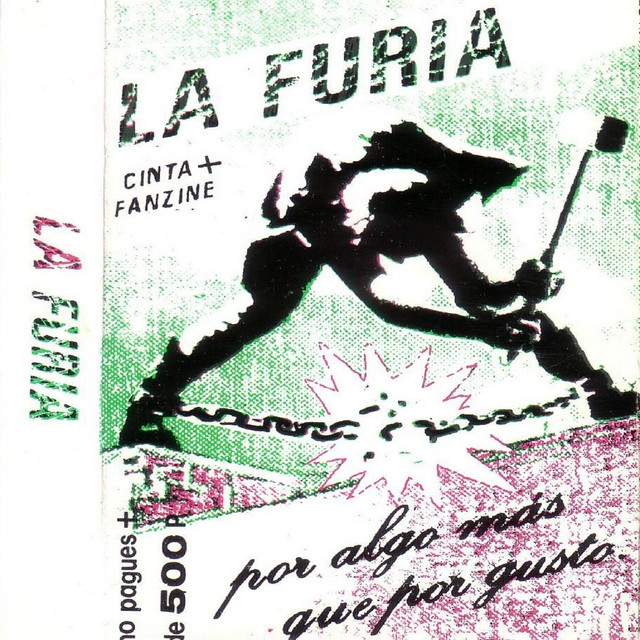 LA FURIA
CINTA+
FANZINE
LA FURIA
por algo más
que por gusto.
no pagues +
de 500 p